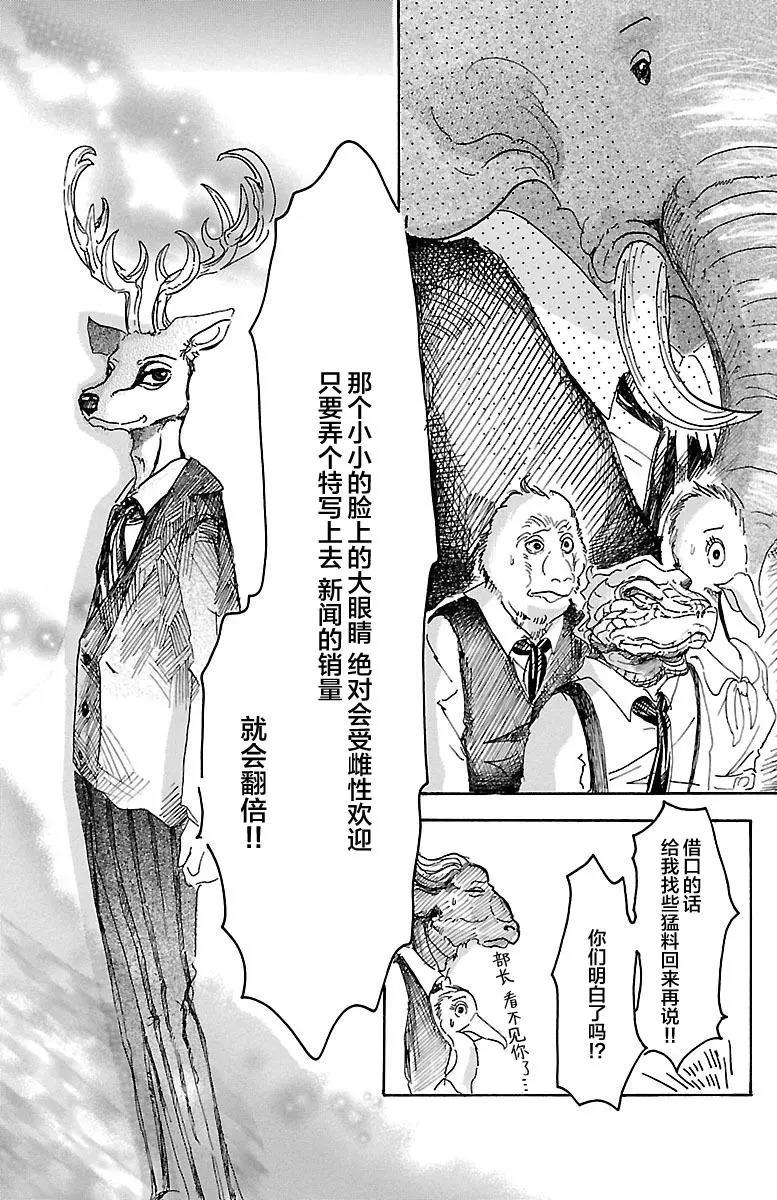 那个小小的脸上的大眼睛 绝对会受雌性欢迎
只要弄个特写上去 新闻的销量
就会翻倍!!
借口的话
给我找些猛料回来再说!!
你们明白了吗!?
部长 看不见你了…